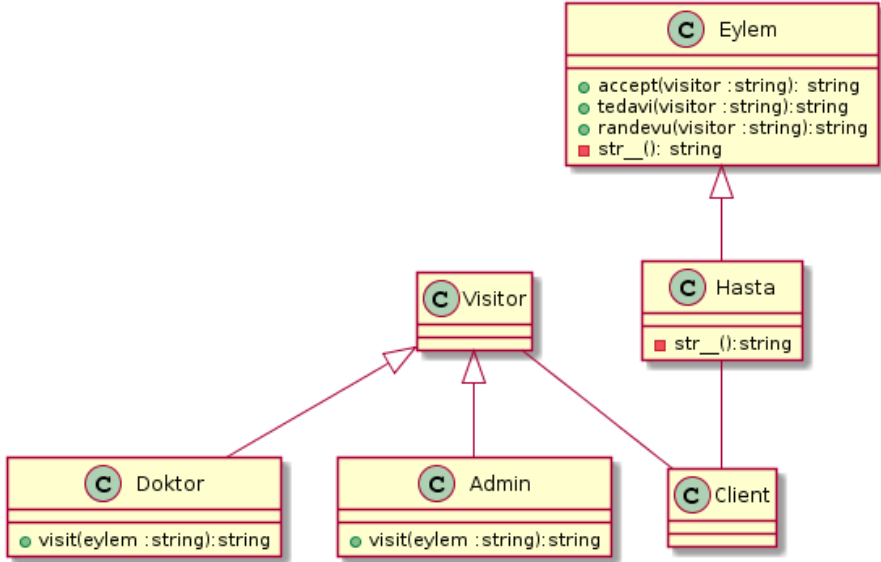 C Eylem
accept(visitor :string): string
tedavi(visitor :string):string
randevu(visitor :string):string
str__(): string
C Visitor
C Hasta
str__():string
C Doktor
visit(eylem :string):string
C Admin
visit(eylem :string):string
C Client